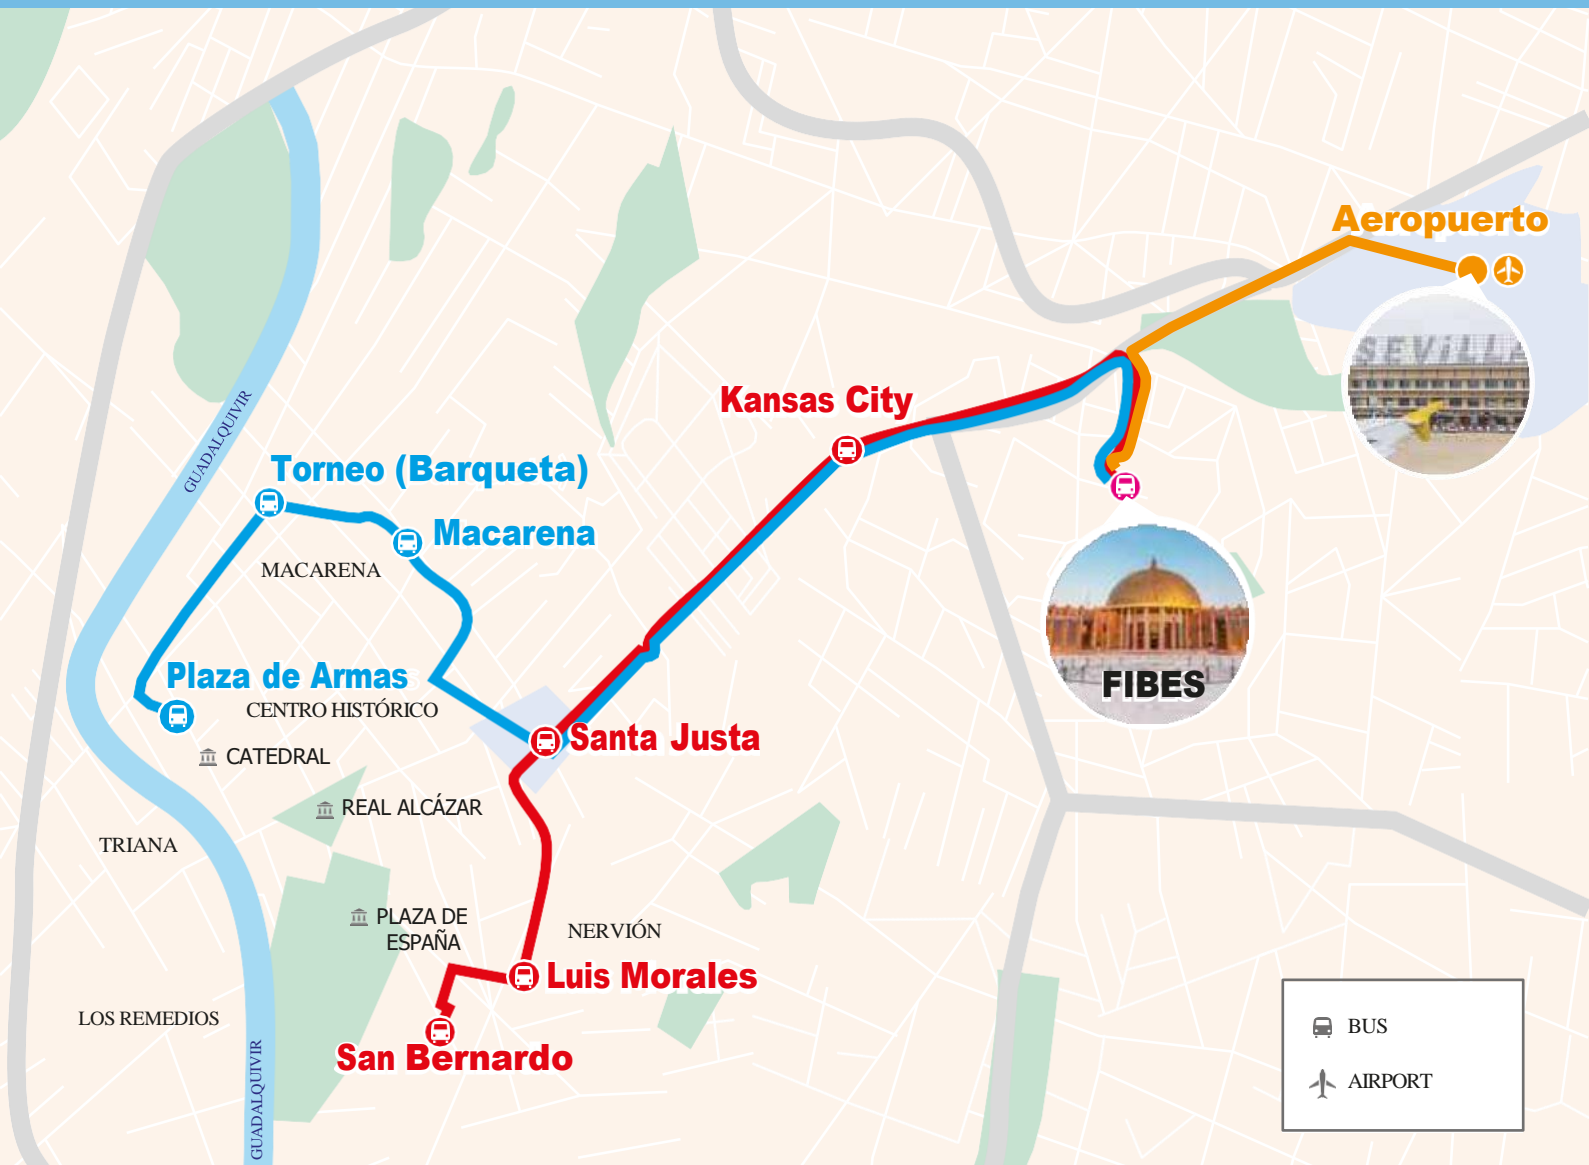 Aeropuerto
SEVILLA
Kansas City
GUADALQUIVIR
Torneo (Barqueta)
Macarena
MACARENA
FIBES
Plaza de Armas
CENTRO HISTÓRICO
Santa Justa
CATEDRAL
REAL ALCÁZAR
TRIANA
PLAZA DE
ESPAÑA
NERVIÓN
Luis Morales
LOS REMEDIOS
San Bernardo
GUADALQUIVIR
BUS
AIRPORT